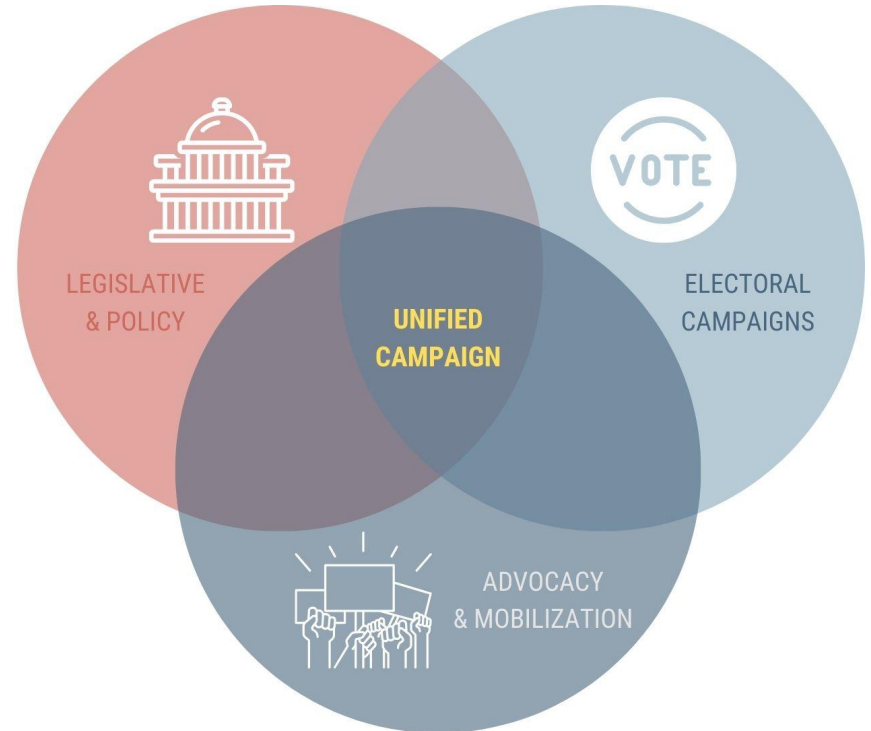 VOTE
LEGISLATIVE
& POLICY
ELECTORAL
CAMPAIGNS
UNIFIED
CAMPAIGN
ADVOCACY
& MOBILIZATION